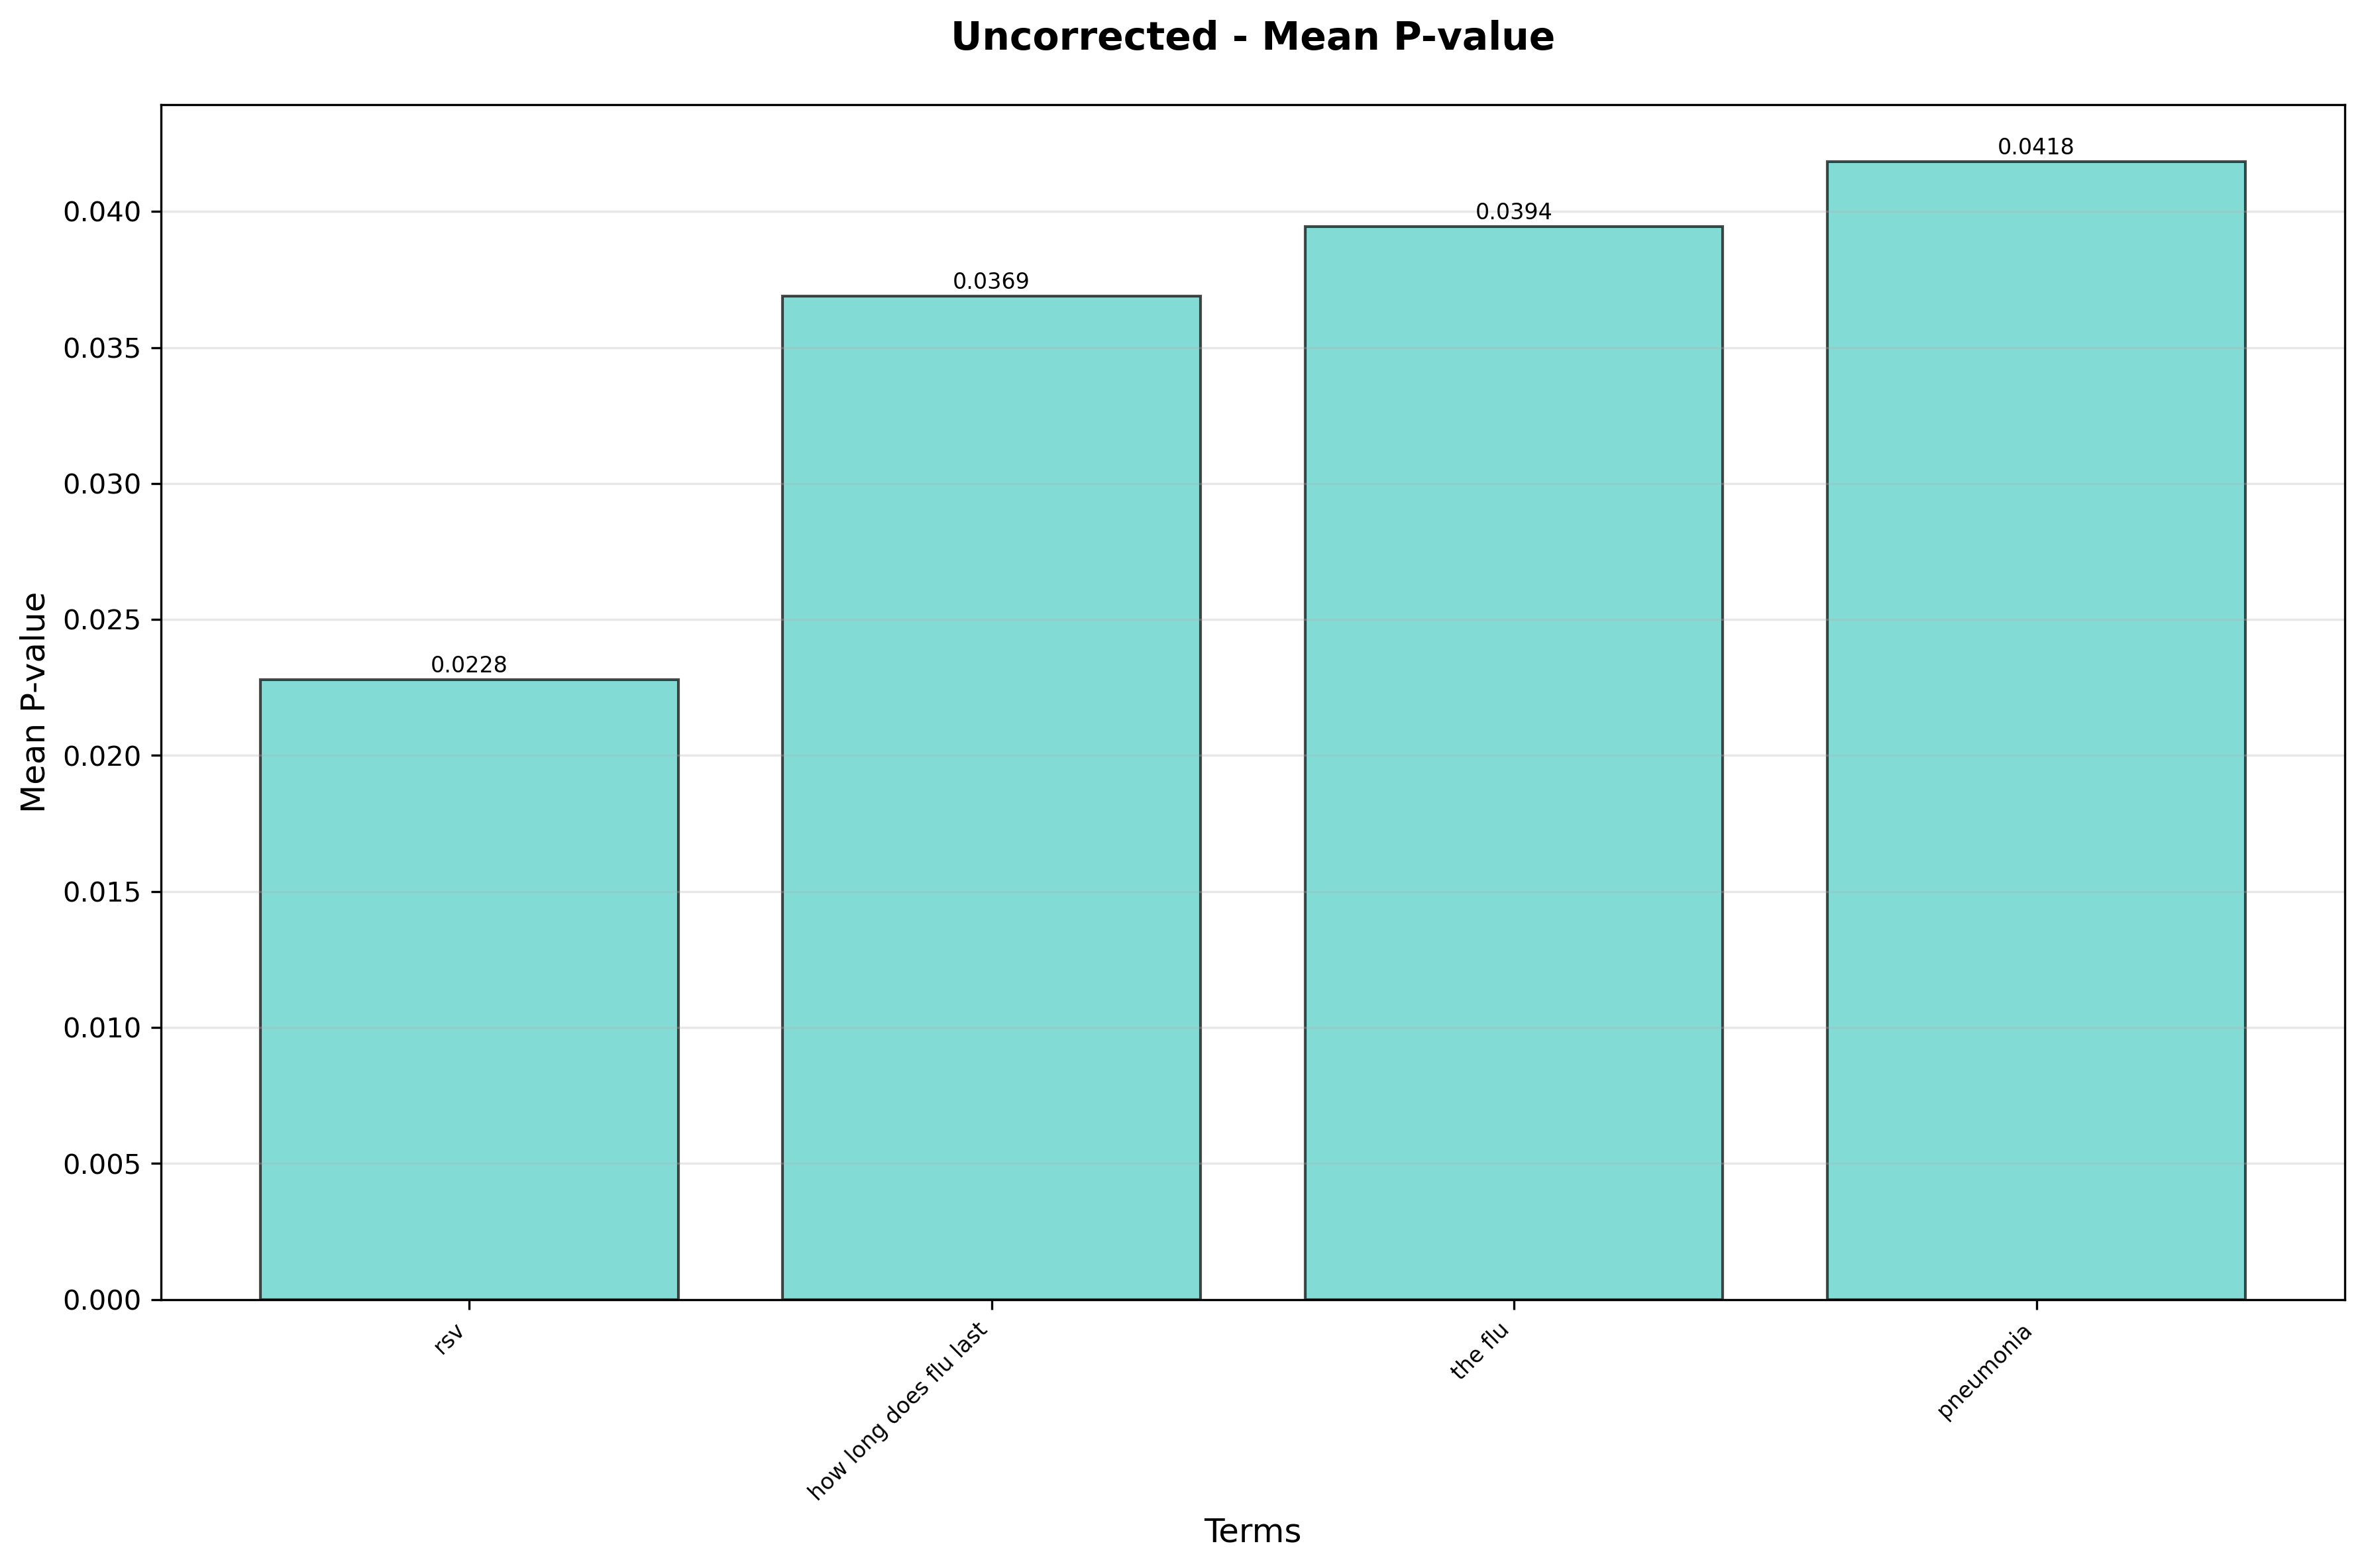 Uncorrected - Mean P-value
0.0418
0.040
0.0394
0.0369
0.035
0.030
0.025
0.0228
0.020
0.015
0.010
0.005
0.000
Mean P-value
rsv
how long does flu last
the flu
pneumonia
Terms